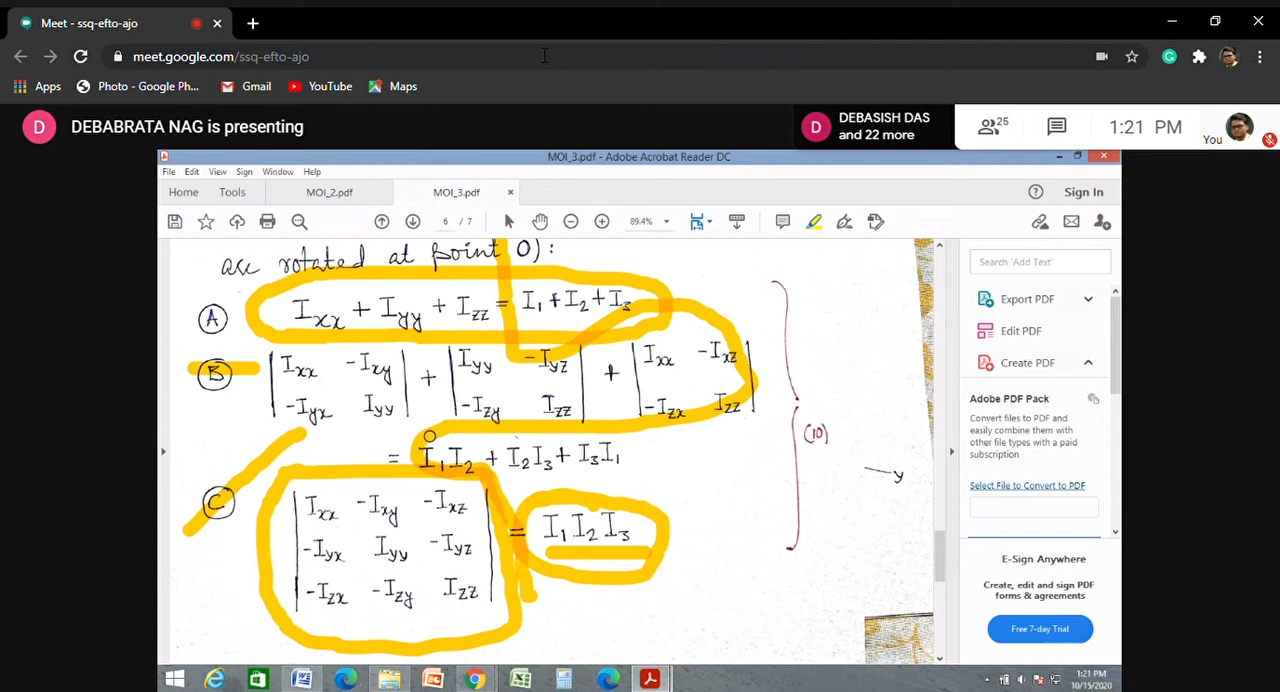 Meet - ssq-efto-ajo
meet.google.com/ssq-efto-ajo
Apps Photo - Google Ph... Gmail YouTube Maps
D DEBABRATA NAG is presenting
D DEBASISH DAS
and 22 more
25
1:21 PM
You
MOI_3.pdf - Adobe Acrobat Reader DC
File Edit View Sign Window Help
Home Tools MOI_2.pdf MOI_3.pdf × Sign In
6 / 7 89.4%
are rotated at point O):
(A) Ixx + Iyy + Izz = I1 + I2 + I3
(B) | Ixx -Ixy | + | Iyy -Iyz | + | Ixx -Ixz |
| -Iyx Iyy | | -Izy Izz | | -Izx Izz |
= I1I2 + I2I3 + I3I1
(C) | Ixx -Ixy -Ixz |
| -Iyx Iyy -Iyz | = I1I2I3
| -Izx -Izy Izz |
(10)
y
Search 'Add Text'
Export PDF
Edit PDF
Create PDF
Adobe PDF Pack
Convert files to PDF and
easily combine them with
other file types with a paid
subscription
Select File to Convert to PDF
E-Sign Anywhere
Create, edit and sign PDF
forms & agreements
Free 7-day Trial
1:21 PM
10/15/2020